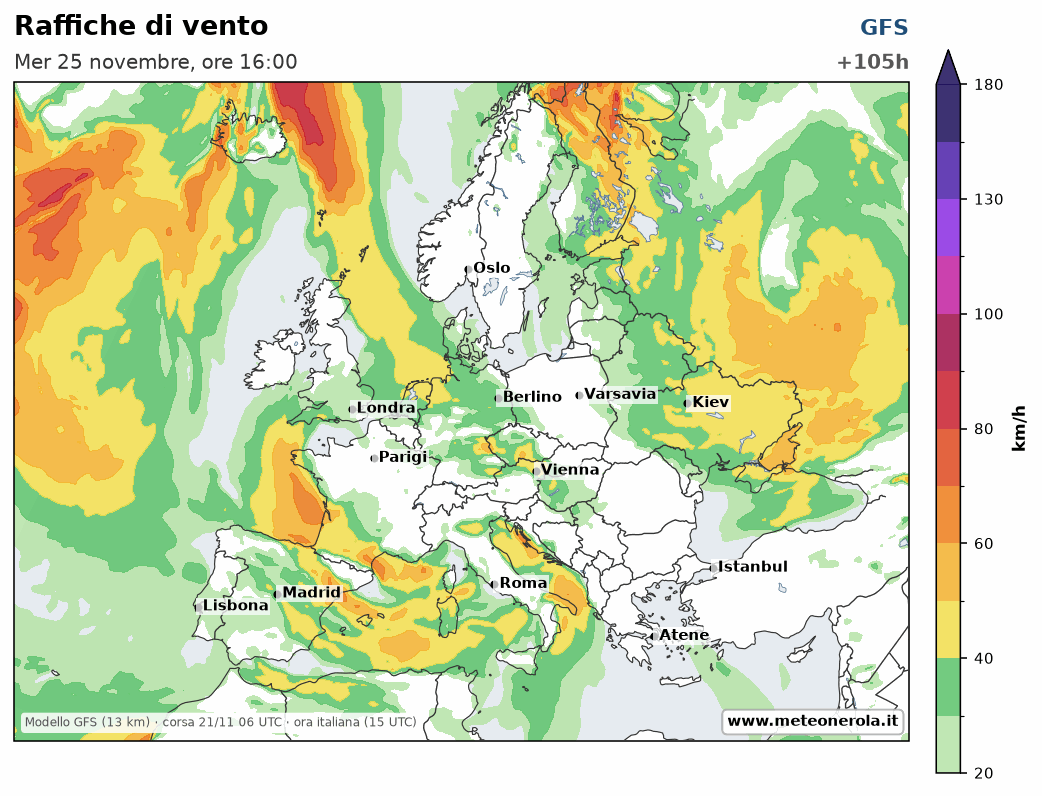 Raffiche di vento
GFS
Mer 25 novembre, ore 16:00
+105h
180
130
100
80
60
40
20
km/h
Oslo
Berlino
Varsavia
Kiev
Londra
Parigi
Vienna
Istanbul
Roma
Madrid
Lisbona
Atene
Modello GFS (13 km) · corsa 21/11 06 UTC · ora italiana (15 UTC)
www.meteonerola.it